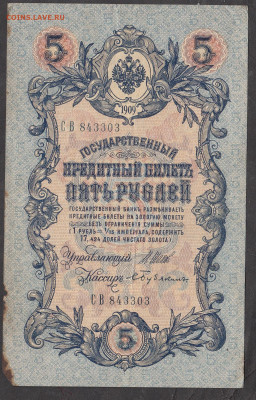 COINS.ЛАVE.RU
5 5
1909
СВ 843303
ГОСУДАРСТВЕННЫЙ
КРЕДИТНЫЙ БИЛЕТЪ
ПЯТЬ РУБЛЕЙ
ГОСУДАРСТВЕННЫЙ БАНКЪ РАЗМѢНИВАЕТЪ
КРЕДИТНЫЕ БИЛЕТЫ НА ЗОЛОТУЮ МОНЕТУ
БЕЗЪ ОГРАНИЧЕНІЯ СУММЫ
(1 РУБЛЬ = 1/15 ИМПЕРІАЛА, СОДЕРЖИТЪ
17,424 ДОЛЕЙ ЧИСТАГО ЗОЛОТА).
Управляющій
Кассиръ
СВ 843303
5